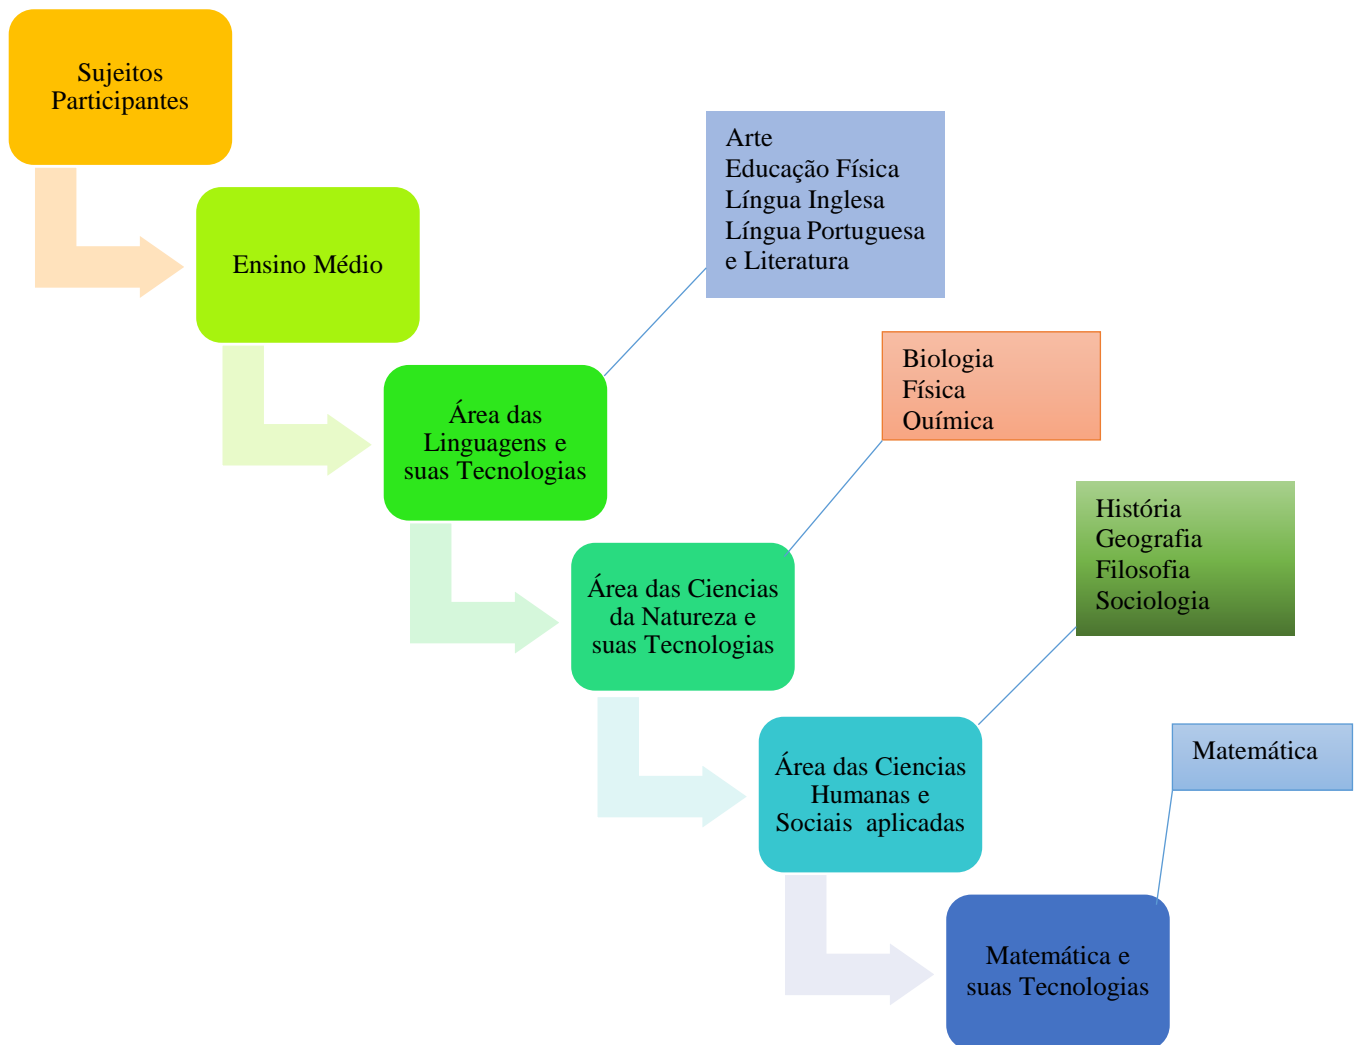 Sujeitos
Participantes
Arte
Educação Física
Língua Inglesa
Língua Portuguesa
e Literatura
Ensino Médio
Biologia
Física
Química
Área das
Linguagens e
suas Tecnologias
História
Geografia
Filosofia
Sociologia
Área das Ciencias
da Natureza e
suas Tecnologias
Matemática
Área das Ciencias
Humanas e
Sociais aplicadas
Matemática e
suas Tecnologias